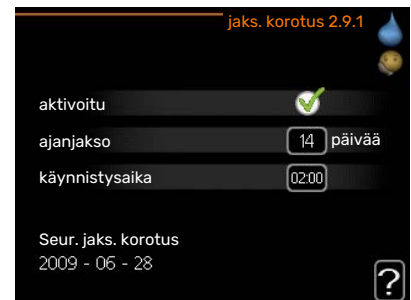 jaks. korotus 2.9.1
aktivoitu
ajanjakso 14 päivää
käynnistysaika 02:00
Seur. jaks. korotus
2009 - 06 - 28
?